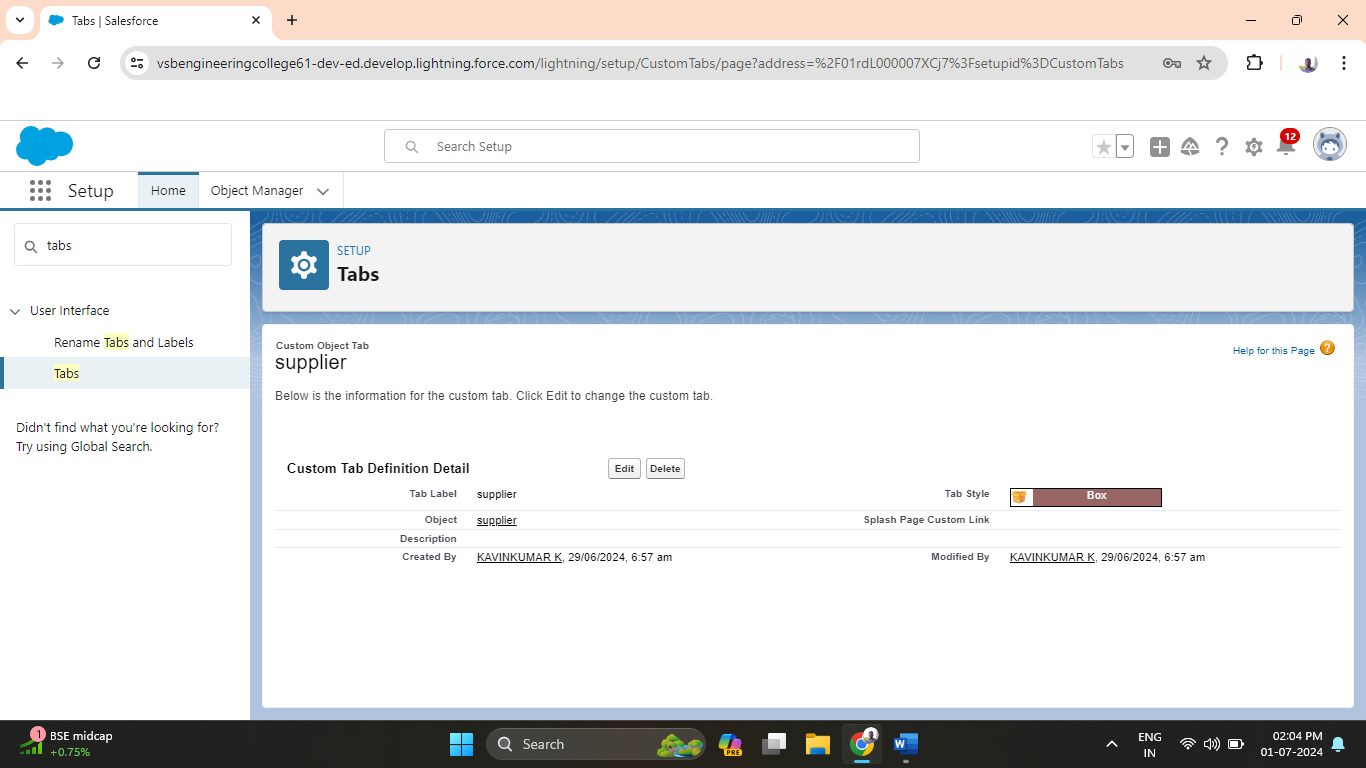 Tabs | Salesforce
vsbengineeringcollege61-dev-ed.develop.lightning.force.com/lightning/setup/CustomTabs/page?address=%2F01rdL000007XCj7%3Fsetupid%3DCustomTabs
Search Setup
12
Setup
Home
Object Manager
tabs
User Interface
Rename Tabs and Labels
Tabs
Didn't find what you're looking for?
Try using Global Search.
SETUP
Tabs
Custom Object Tab
supplier
Help for this Page ?
Below is the information for the custom tab. Click Edit to change the custom tab.
Custom Tab Definition Detail Edit Delete
Tab Label supplier Tab Style Box
Object supplier Splash Page Custom Link
Description
Created By KAVINKUMAR K, 29/06/2024, 6:57 am Modified By KAVINKUMAR K, 29/06/2024, 6:57 am
1
BSE midcap
+0.75%
Search
PRE
W
ENG
IN
02:04 PM
01-07-2024